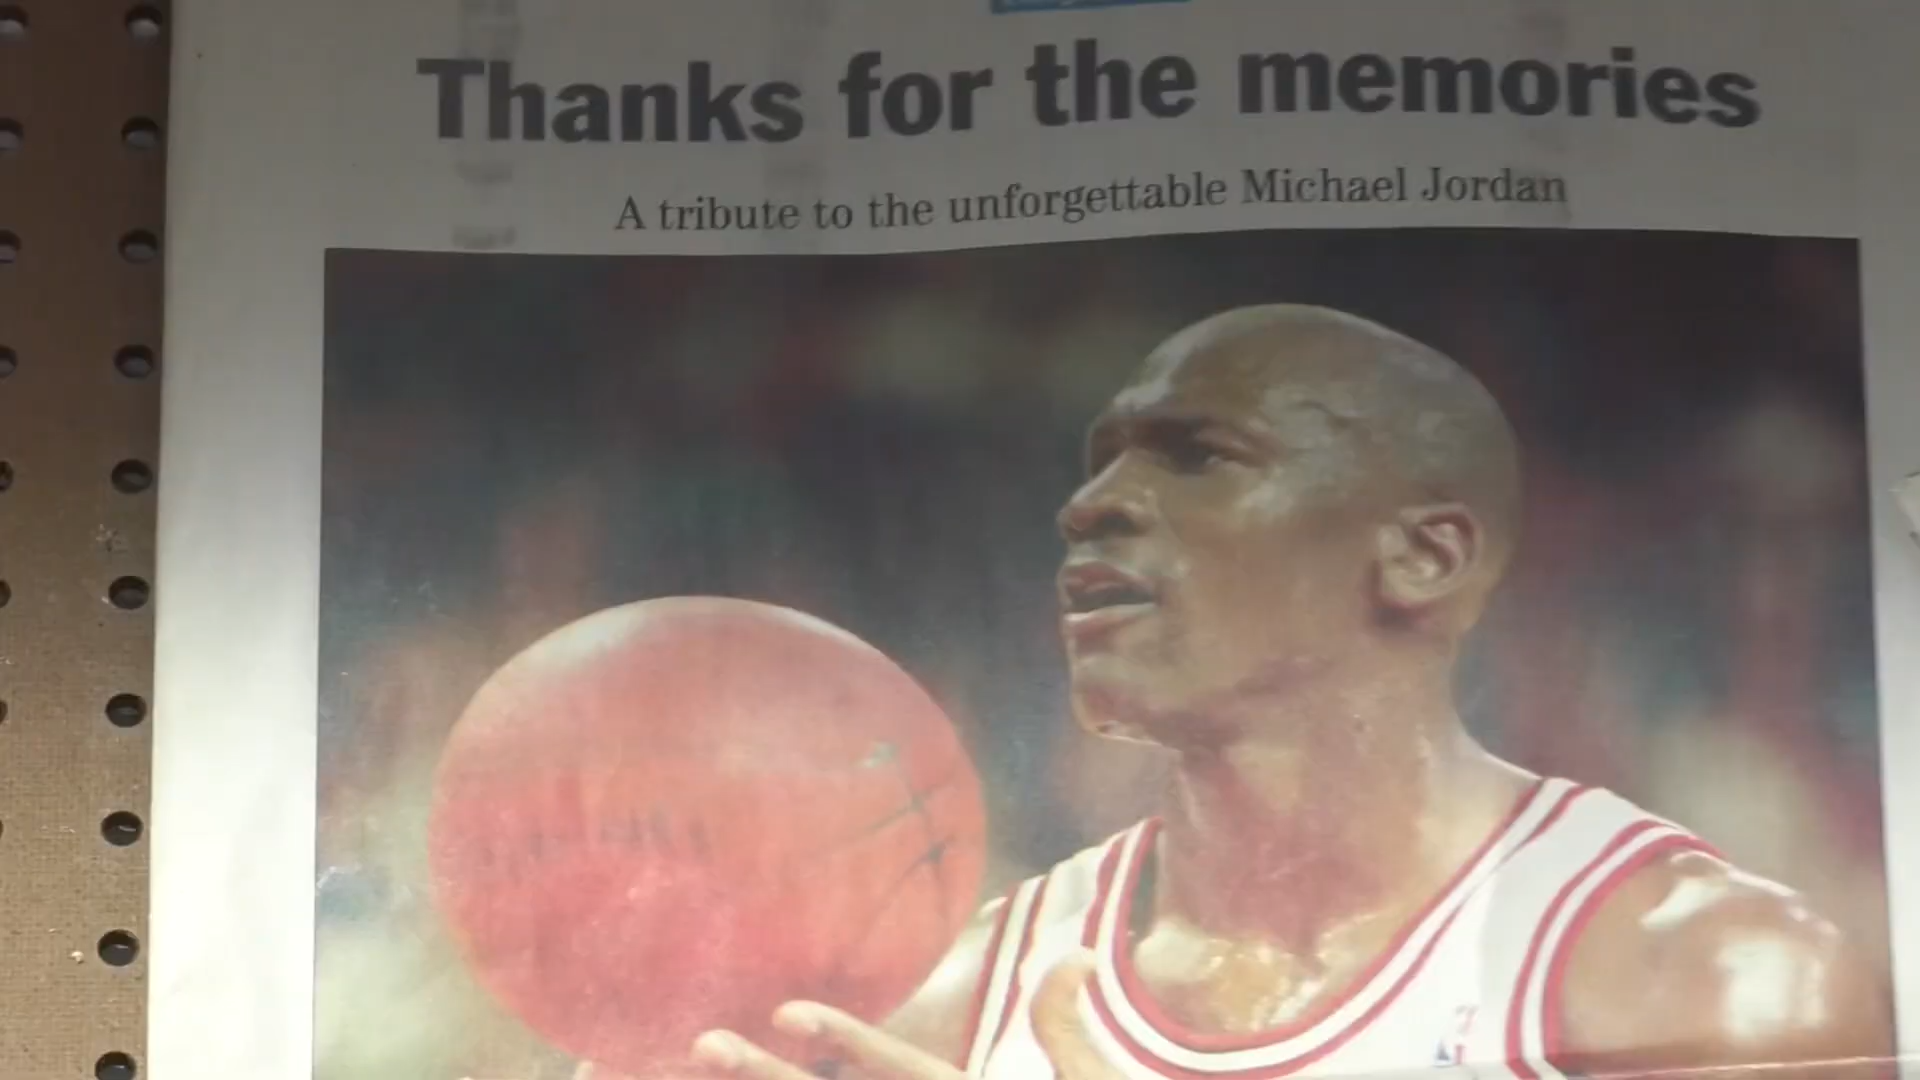 Thanks for the memories
A tribute to the unforgettable Michael Jordan